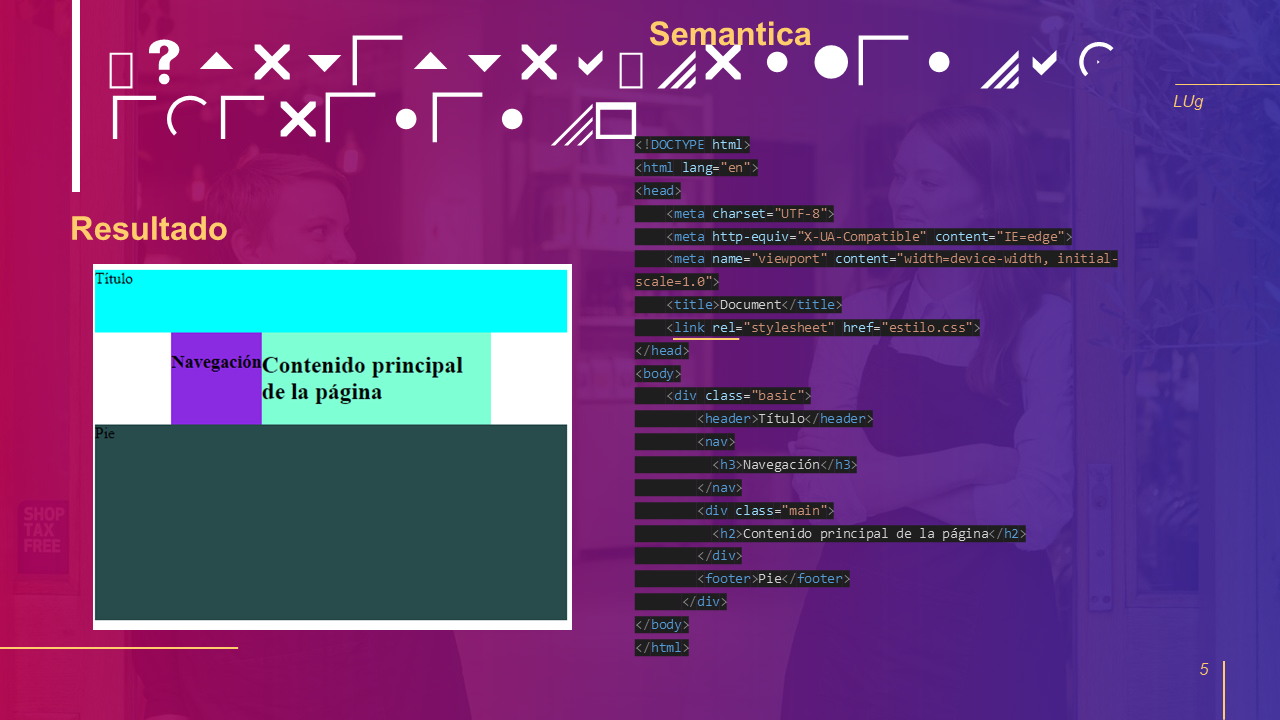 Semantica
LUg
Resultado
Título
Navegación
Contenido principal
de la página
Pie
<!DOCTYPE html>
<html lang="en">
<head>
    <meta charset="UTF-8">
    <meta http-equiv="X-UA-Compatible" content="IE=edge">
    <meta name="viewport" content="width=device-width, initial-
scale=1.0">
    <title>Document</title>
    <link rel="stylesheet" href="estilo.css">
</head>
<body>
    <div class="basic">
        <header>Título</header>
        <nav>
          <h3>Navegación</h3>
        </nav>
        <div class="main">
          <h2>Contenido principal de la página</h2>
        </div>
        <footer>Pie</footer>
      </div>
</body>
</html>
SHOP
TAX
FREE
5